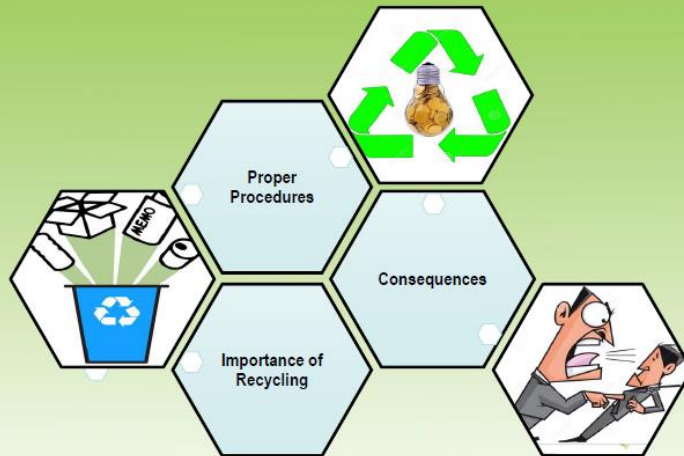 Proper
Procedures
MEMO
Consequences
Importance of
Recycling